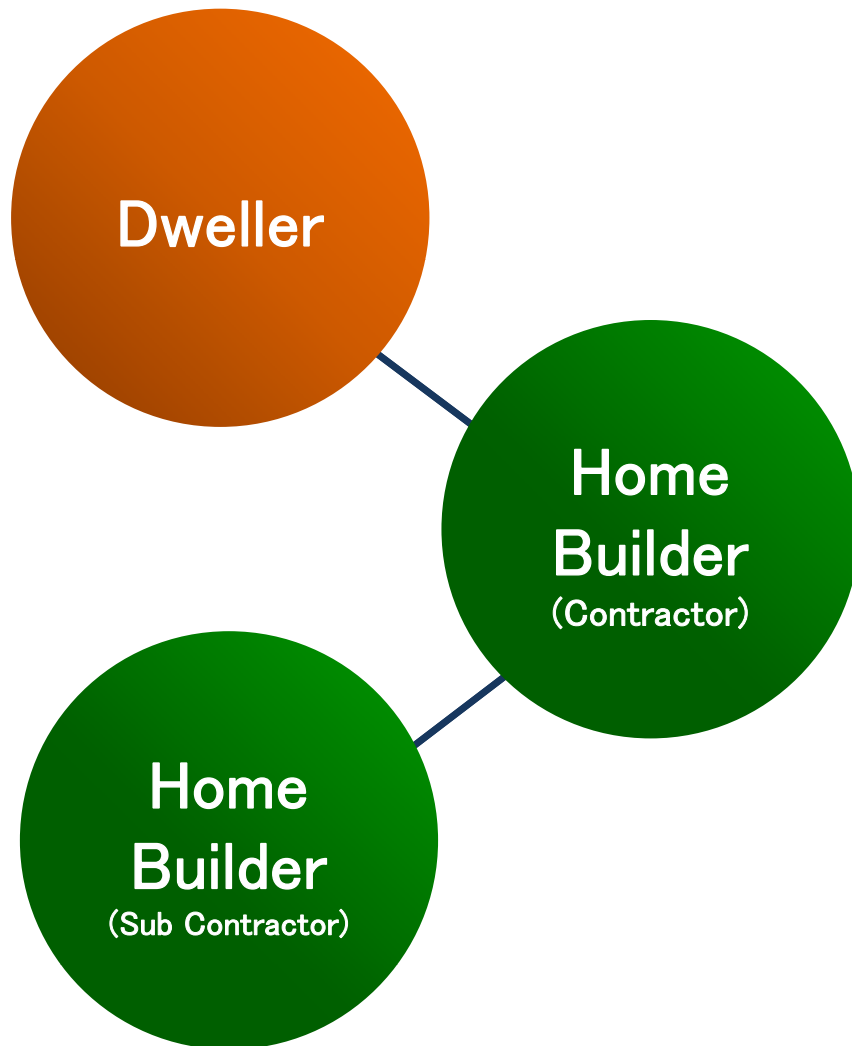 Dweller
Home
Builder
(Contractor)
Home
Builder
(Sub Contractor)